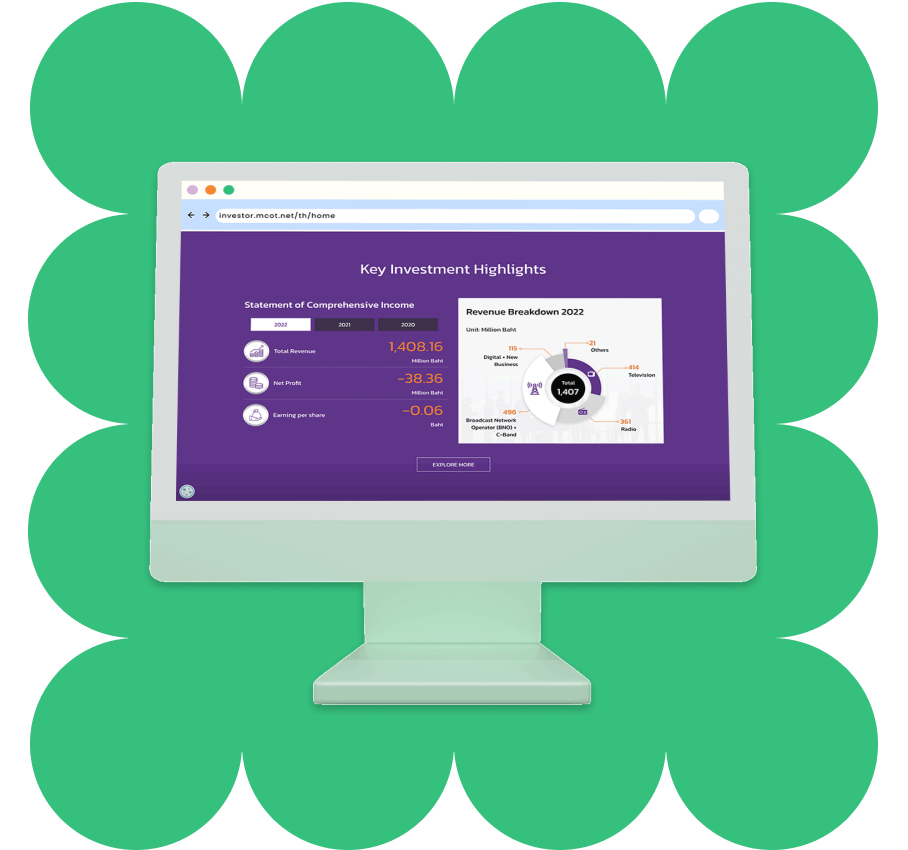 investor.mcot.net/th/home
Key Investment Highlights
Statement of Comprehensive Income
2022 2021 2020
Total Revenue 1,408.16
Million Baht
Net Profit -38.36
Million Baht
Earning per share -0.06
Baht
Revenue Breakdown 2022
Unit: Million Baht
21
Others
115
Digital + New
Business
414
Television
Total
1,407
496
Broadcast Network
Operator (BNO) +
C-Band
361
Radio
EXPLORE MORE